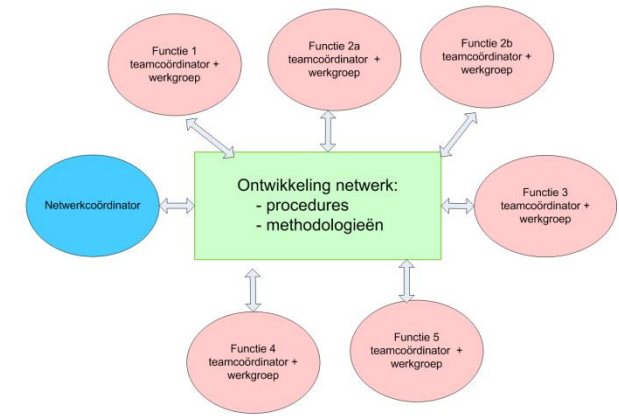 Functie 1
teamcoördinator +
werkgroep
Functie 2a
teamcoördinator +
werkgroep
Functie 2b
teamcoördinator +
werkgroep
Netwerkcoördinator
Ontwikkeling netwerk:
- procedures
- methodologieën
Functie 3
teamcoördinator +
werkgroep
Functie 4
teamcoördinator +
werkgroep
Functie 5
teamcoördinator +
werkgroep